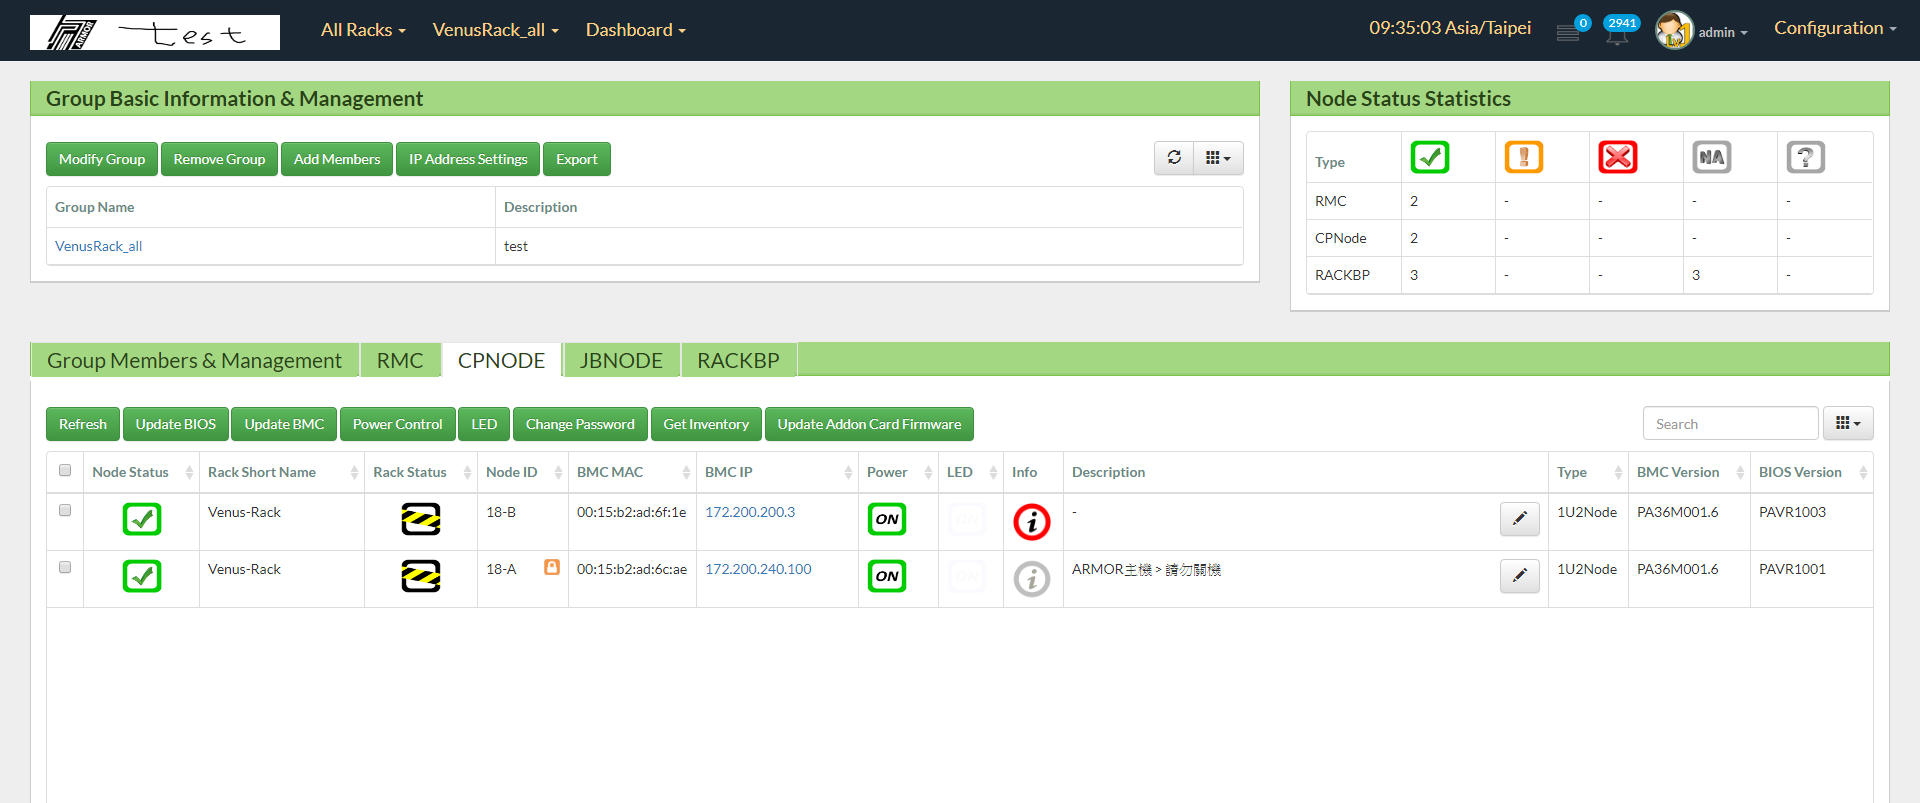 ARMOR test All Racks VenusRack_all Dashboard 09:35:03 Asia/Taipei 0 2941 admin Configuration
Group Basic Information & Management
Modify Group Remove Group Add Members IP Address Settings Export
Group Name Description
VenusRack_all test
Node Status Statistics
Type NA ?
RMC 2 - - - -
CPNode 2 - - - -
RACKBP 3 - - 3 -
Group Members & Management RMC CPNODE JBNODE RACKBP
Refresh Update BIOS Update BMC Power Control LED Change Password Get Inventory Update Addon Card Firmware Search
Node Status Rack Short Name Rack Status Node ID BMC MAC BMC IP Power LED Info Description Type BMC Version BIOS Version
Venus-Rack 18-B 00:15:b2:ad:6f:1e 172.200.200.3 ON ON i - 1U2Node PA36M001.6 PAVR1003
Venus-Rack 18-A 00:15:b2:ad:6c:ae 172.200.240.100 ON ON i ARMOR主機 > 請勿關機 1U2Node PA36M001.6 PAVR1001